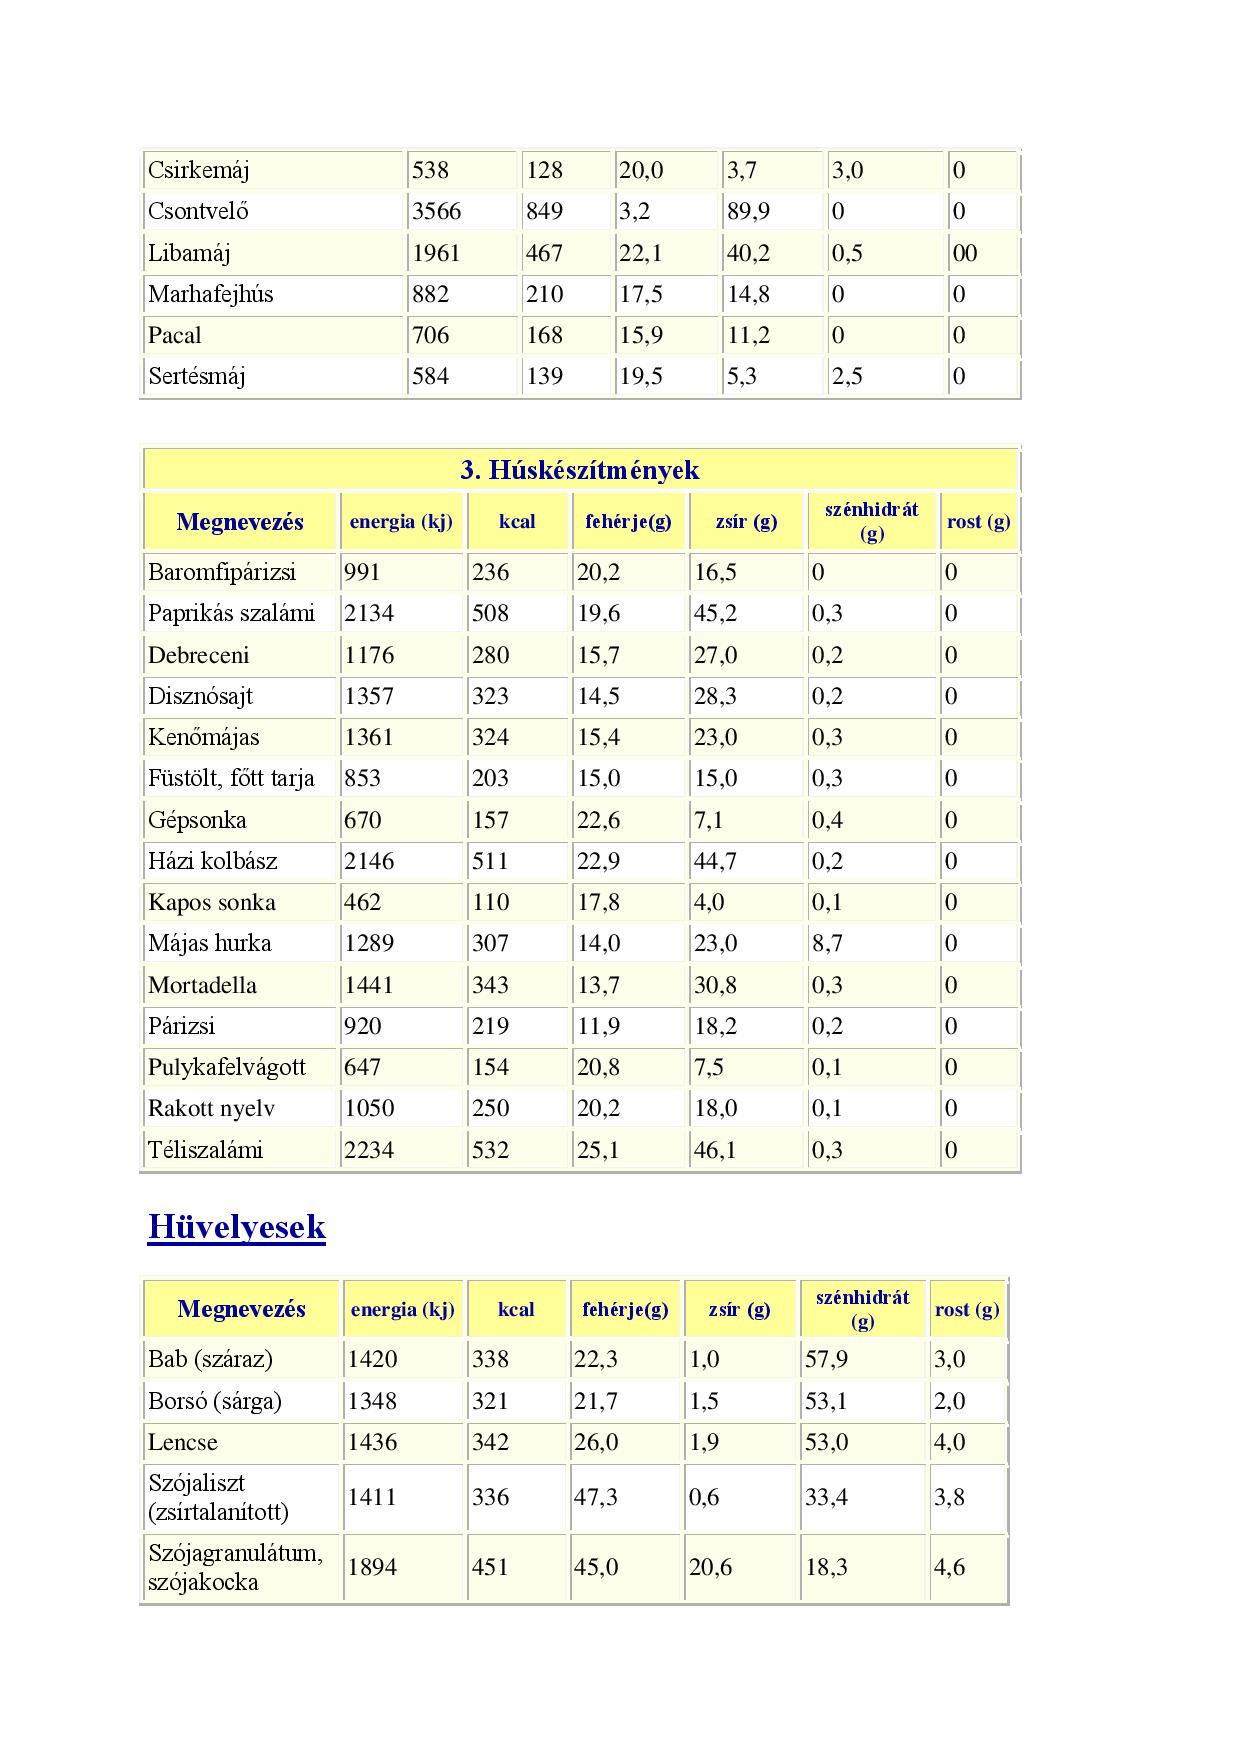 Csirkemáj 538 128 20,0 3,7 3,0 0
Csontvelő 3566 849 3,2 89,9 0 0
Libamáj 1961 467 22,1 40,2 0,5 00
Marhafejhús 882 210 17,5 14,8 0 0
Pacal 706 168 15,9 11,2 0 0
Sertésmáj 584 139 19,5 5,3 2,5 0
3. Húskészítmények
Megnevezés energia (kj) kcal fehérje(g) zsír (g) szénhidrát (g) rost (g)
Baromfipárizsi 991 236 20,2 16,5 0 0
Paprikás szalámi 2134 508 19,6 45,2 0,3 0
Debreceni 1176 280 15,7 27,0 0,2 0
Disznósajt 1357 323 14,5 28,3 0,2 0
Kenőmájas 1361 324 15,4 23,0 0,3 0
Füstölt, főtt tarja 853 203 15,0 15,0 0,3 0
Gépsonka 670 157 22,6 7,1 0,4 0
Házi kolbász 2146 511 22,9 44,7 0,2 0
Kapos sonka 462 110 17,8 4,0 0,1 0
Májas hurka 1289 307 14,0 23,0 8,7 0
Mortadella 1441 343 13,7 30,8 0,3 0
Párizsi 920 219 11,9 18,2 0,2 0
Pulykafelvágott 647 154 20,8 7,5 0,1 0
Rakott nyelv 1050 250 20,2 18,0 0,1 0
Téliszalámi 2234 532 25,1 46,1 0,3 0
Hüvelyesek
Megnevezés energia (kj) kcal fehérje(g) zsír (g) szénhidrát (g) rost (g)
Bab (száraz) 1420 338 22,3 1,0 57,9 3,0
Borsó (sárga) 1348 321 21,7 1,5 53,1 2,0
Lencse 1436 342 26,0 1,9 53,0 4,0
Szójaliszt
(zsírtalanított) 1411 336 47,3 0,6 33,4 3,8
Szójagranulátum,
szójakocka 1894 451 45,0 20,6 18,3 4,6